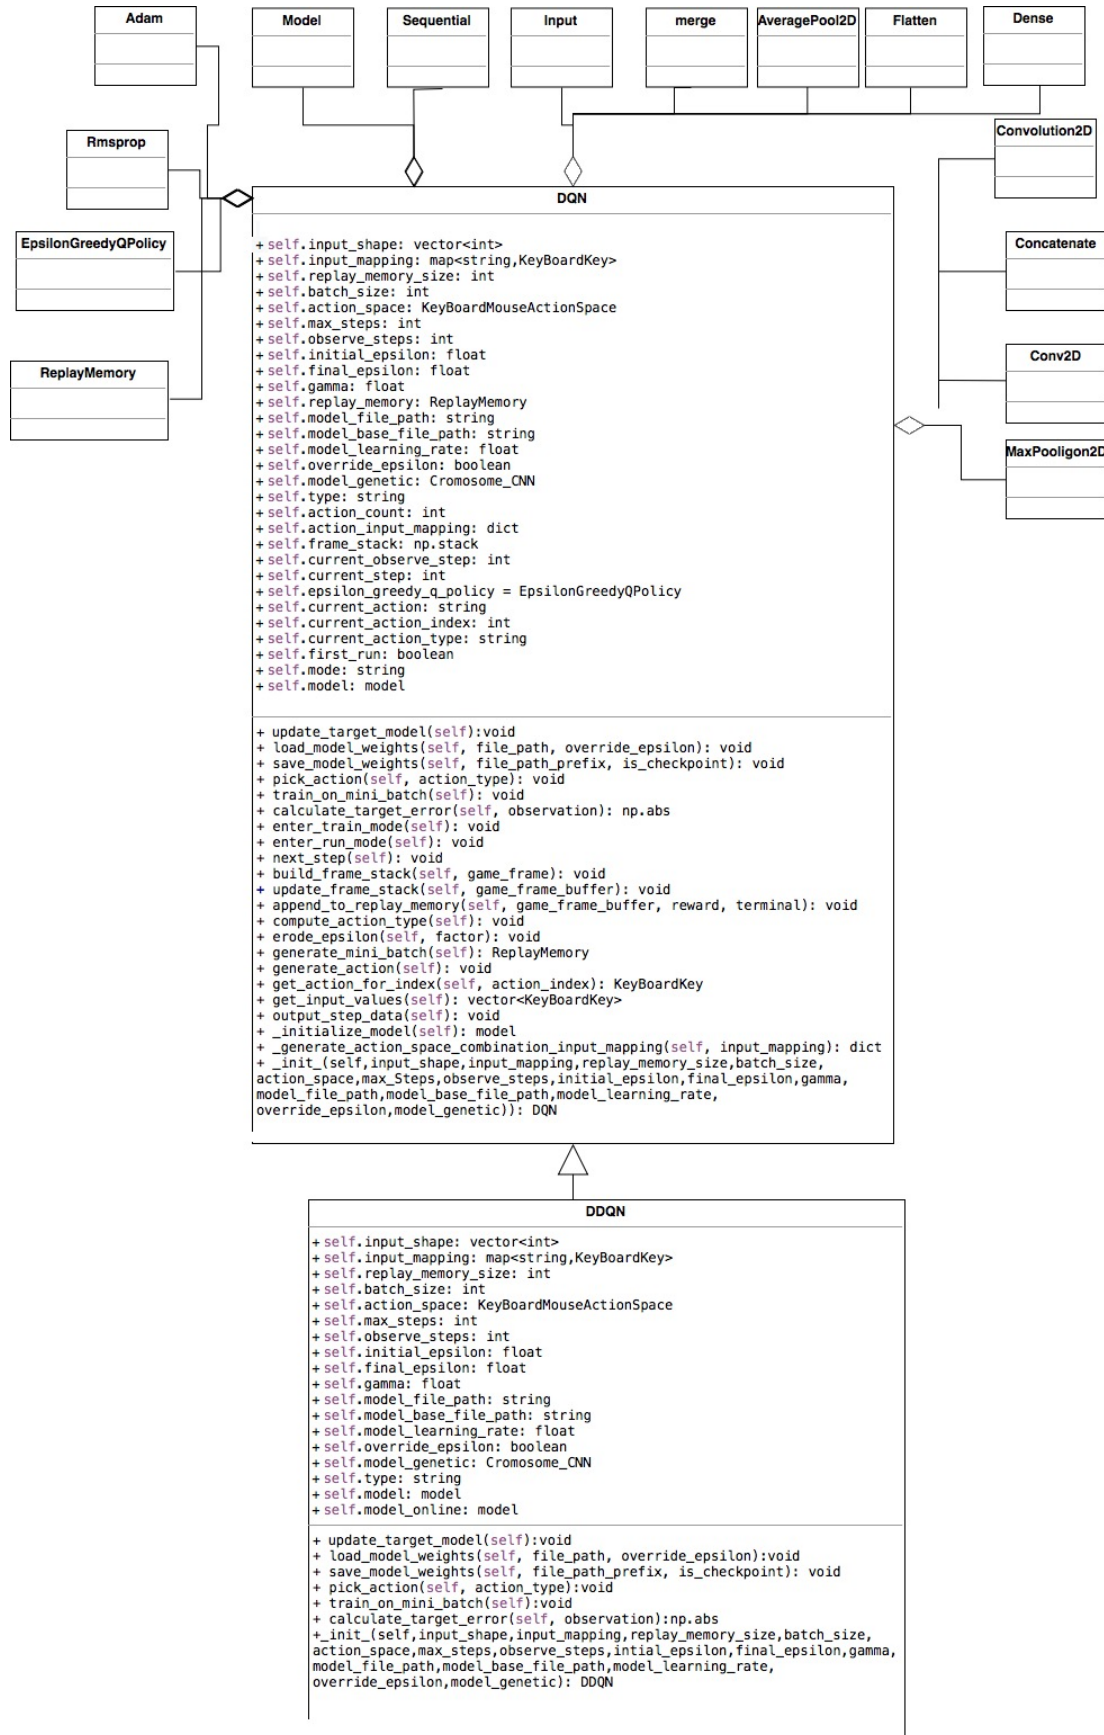 Adam
Model
Sequential
Input
merge
AveragePool2D
Flatten
Dense
Rmsprop
Convolution2D
EpsilonGreedyQPolicy
Concatenate
ReplayMemory
Conv2D
MaxPooligon2D
DQN
+ self.input_shape: vector<int>
+ self.input_mapping: map<string,KeyBoardKey>
+ self.replay_memory_size: int
+ self.batch_size: int
+ self.action_space: KeyBoardMouseActionSpace
+ self.max_steps: int
+ self.observe_steps: int
+ self.initial_epsilon: float
+ self.final_epsilon: float
+ self.gamma: float
+ self.replay_memory: ReplayMemory
+ self.model_file_path: string
+ self.model_base_file_path: string
+ self.model_learning_rate: float
+ self.override_epsilon: boolean
+ self.model_genetic: Cromosome_CNN
+ self.type: string
+ self.action_count: int
+ self.action_input_mapping: dict
+ self.frame_stack: np.stack
+ self.current_observe_step: int
+ self.current_step: int
+ self.epsilon_greedy_q_policy = EpsilonGreedyQPolicy
+ self.current_action: string
+ self.current_action_index: int
+ self.current_action_type: string
+ self.first_run: boolean
+ self.mode: string
+ self.model: model
+ update_target_model(self):void
+ load_model_weights(self, file_path, override_epsilon): void
+ save_model_weights(self, file_path_prefix, is_checkpoint): void
+ pick_action(self, action_type): void
+ train_on_mini_batch(self): void
+ calculate_target_error(self, observation): np.abs
+ enter_train_mode(self): void
+ enter_run_mode(self): void
+ next_step(self): void
+ build_frame_stack(self, game_frame): void
+ update_frame_stack(self, game_frame_buffer): void
+ append_to_replay_memory(self, game_frame_buffer, reward, terminal): void
+ compute_action_type(self): void
+ erode_epsilon(self, factor): void
+ generate_mini_batch(self): ReplayMemory
+ generate_action(self): void
+ get_action_for_index(self, action_index): KeyBoardKey
+ get_input_values(self): vector<KeyBoardKey>
+ output_step_data(self): void
+ _initialize_model(self): model
+ _generate_action_space_combination_input_mapping(self, input_mapping): dict
+ _init_(self,input_shape,input_mapping,replay_memory_size,batch_size,
action_space,max_Steps,observe_steps,initial_epsilon,final_epsilon,gamma,
model_file_path,model_base_file_path,model_learning_rate,
override_epsilon,model_genetic)): DQN
DDQN
+ self.input_shape: vector<int>
+ self.input_mapping: map<string,KeyBoardKey>
+ self.replay_memory_size: int
+ self.batch_size: int
+ self.action_space: KeyBoardMouseActionSpace
+ self.max_steps: int
+ self.observe_steps: int
+ self.initial_epsilon: float
+ self.final_epsilon: float
+ self.gamma: float
+ self.model_file_path: string
+ self.model_base_file_path: string
+ self.model_learning_rate: float
+ self.override_epsilon: boolean
+ self.model_genetic: Cromosome_CNN
+ self.type: string
+ self.model: model
+ self.model_online: model
+ update_target_model(self):void
+ load_model_weights(self, file_path, override_epsilon):void
+ save_model_weights(self, file_path_prefix, is_checkpoint): void
+ pick_action(self, action_type):void
+ train_on_mini_batch(self):void
+ calculate_target_error(self, observation):np.abs
+_init_(self,input_shape,input_mapping,replay_memory_size,batch_size,
action_space,max_steps,observe_steps,intial_epsilon,final_epsilon,gamma,
model_file_path,model_base_file_path,model_learning_rate,
override_epsilon,model_genetic): DDQN